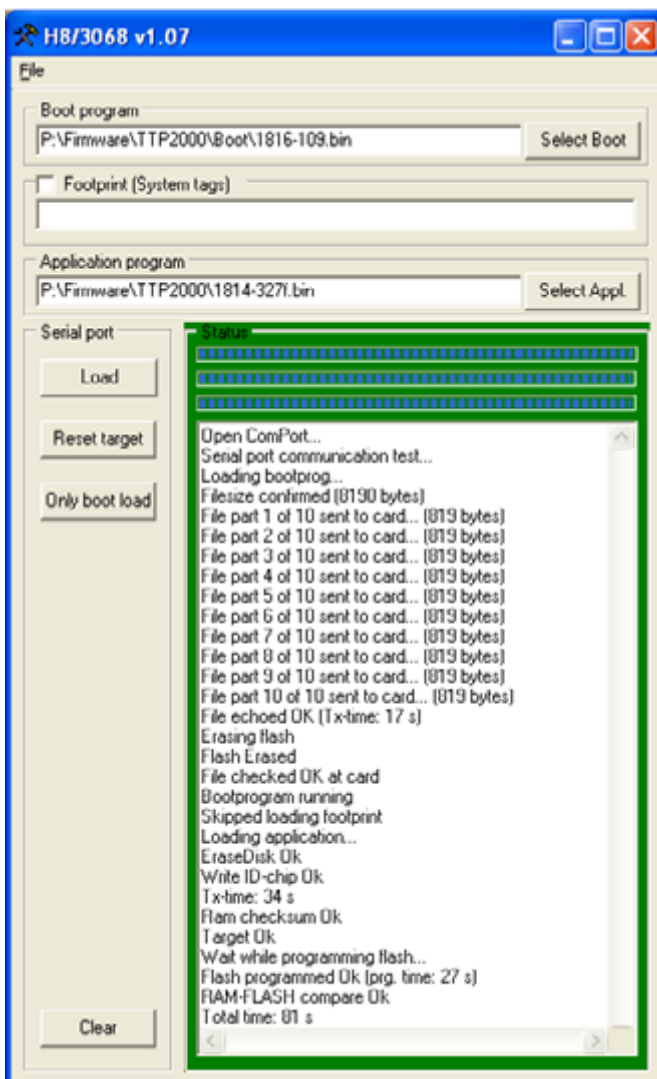 H8/3068 v1.07
File
Boot program
P:\Firmware\TTP2000\Boot\1816-109.bin
Select Boot
Footprint (System tags)
Application program
P:\Firmware\TTP2000\1814-327f.bin
Select Appl.
Serial port
Load
Reset target
Only boot load
Clear
Status
Open ComPort...
Serial port communication test...
Loading bootprog...
Filesize confirmed (8190 bytes)
File part 1 of 10 sent to card... (819 bytes)
File part 2 of 10 sent to card... (819 bytes)
File part 3 of 10 sent to card... (819 bytes)
File part 4 of 10 sent to card... (819 bytes)
File part 5 of 10 sent to card... (819 bytes)
File part 6 of 10 sent to card... (819 bytes)
File part 7 of 10 sent to card... (819 bytes)
File part 8 of 10 sent to card... (819 bytes)
File part 9 of 10 sent to card... (819 bytes)
File part 10 of 10 sent to card... (819 bytes)
File echoed OK (Tx-time: 17 s)
Erasing flash
Flash Erased
File checked OK at card
Bootprogram running
Skipped loading footprint
Loading application...
EraseDisk Ok
Write ID-chip Ok
Tx-time: 34 s
Ram checksum Ok
Target Ok
Wait while programming flash...
Flash programmed Ok (prg. time: 27 s)
RAM-FLASH compare Ok
Total time: 81 s